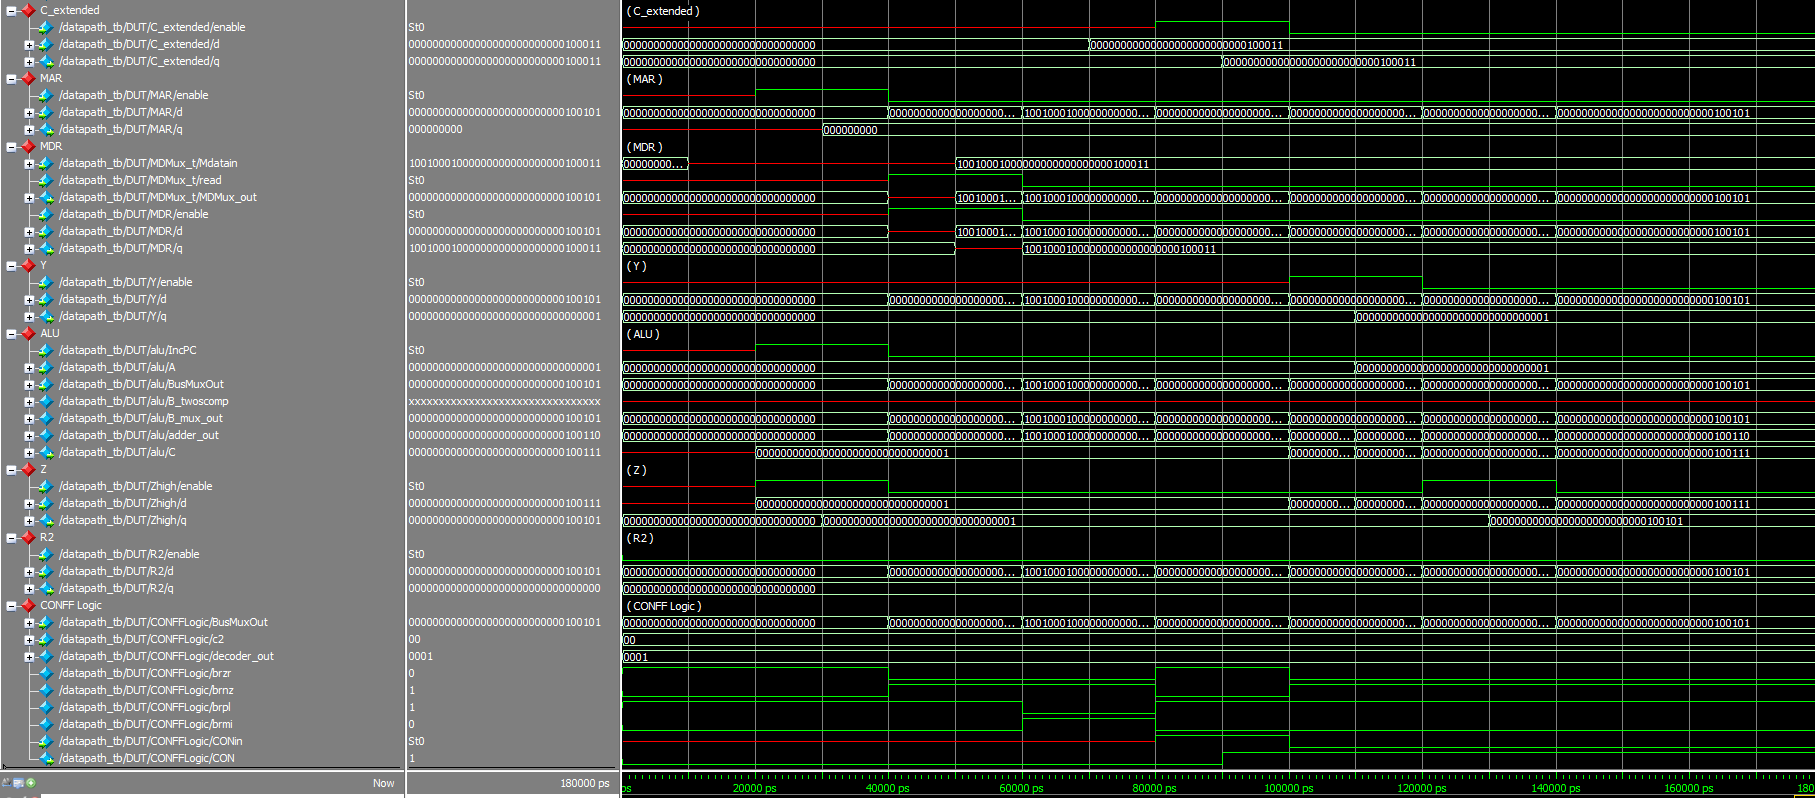 C_extended (C_extended)
/datapath_tb/DUT/C_extended/enable St0
/datapath_tb/DUT/C_extended/d 00000000000000000000000000100011 00000000000000000000000000000000 00000000000000000000000000100011
/datapath_tb/DUT/C_extended/q 00000000000000000000000000100011 00000000000000000000000000000000 00000000000000000000000000100011
MAR (MAR)
/datapath_tb/DUT/MAR/enable St0
/datapath_tb/DUT/MAR/d 00000000000000000000000000100101 00000000000000000000000000000000 0000000000000000000... 1001000100000000000... 0000000000000000000... 0000000000000000000... 0000000000000000000... 00000000000000000000000000100101
/datapath_tb/DUT/MAR/q 000000000 000000000
MDR (MDR)
/datapath_tb/DUT/MDMux_t/Mdatain 10010001000000000000000000100011 00000000... 10010001000000000000000000100011
/datapath_tb/DUT/MDMux_t/read St0
/datapath_tb/DUT/MDMux_t/MDMux_out 00000000000000000000000000100101 00000000000000000000000000000000 10010001... 1001000100000000000... 0000000000000000000... 0000000000000000000... 0000000000000000000... 00000000000000000000000000100101
/datapath_tb/DUT/MDR/enable St0
/datapath_tb/DUT/MDR/d 00000000000000000000000000100101 00000000000000000000000000000000 10010001... 1001000100000000000... 0000000000000000000... 0000000000000000000... 0000000000000000000... 00000000000000000000000000100101
/datapath_tb/DUT/MDR/q 10010001000000000000000000100011 00000000000000000000000000000000 10010001000000000000000000100011
Y (Y)
/datapath_tb/DUT/Y/enable St0
/datapath_tb/DUT/Y/d 00000000000000000000000000100101 00000000000000000000000000000000 0000000000000000000... 1001000100000000000... 0000000000000000000... 0000000000000000000... 0000000000000000000... 00000000000000000000000000100101
/datapath_tb/DUT/Y/q 00000000000000000000000000000001 00000000000000000000000000000000 00000000000000000000000000000001
ALU (ALU)
/datapath_tb/DUT/alu/IncPC St0
/datapath_tb/DUT/alu/A 00000000000000000000000000000001 00000000000000000000000000000000 00000000000000000000000000000001
/datapath_tb/DUT/alu/BusMuxOut 00000000000000000000000000100101 00000000000000000000000000000000 0000000000000000000... 1001000100000000000... 0000000000000000000... 0000000000000000000... 0000000000000000000... 00000000000000000000000000100101
/datapath_tb/DUT/alu/B_twoscomp xxxxxxxxxxxxxxxxxxxxxxxxxxxxxxxx
/datapath_tb/DUT/alu/B_mux_out 00000000000000000000000000100101 00000000000000000000000000000000 0000000000000000000... 1001000100000000000... 0000000000000000000... 0000000000000000000... 0000000000000000000... 00000000000000000000000000100101
/datapath_tb/DUT/alu/adder_out 00000000000000000000000000100110 00000000000000000000000000000000 0000000000000000000... 1001000100000000000... 0000000000000000000... 00000000... 00000000... 0000000000000000000... 00000000000000000000000000100110
/datapath_tb/DUT/alu/C 00000000000000000000000000100111 00000000000000000000000000000001 00000000... 00000000... 0000000000000000000... 00000000000000000000000000100111
Z (Z)
/datapath_tb/DUT/Zhigh/enable St0
/datapath_tb/DUT/Zhigh/d 00000000000000000000000000100111 00000000000000000000000000000001 00000000... 00000000... 0000000000000000000... 00000000000000000000000000100111
/datapath_tb/DUT/Zhigh/q 00000000000000000000000000100101 00000000000000000000000000000000 00000000000000000000000000000001 00000000000000000000000000100101
R2 (R2)
/datapath_tb/DUT/R2/enable St0
/datapath_tb/DUT/R2/d 00000000000000000000000000100101 00000000000000000000000000000000 0000000000000000000... 1001000100000000000... 0000000000000000000... 0000000000000000000... 0000000000000000000... 00000000000000000000000000100101
/datapath_tb/DUT/R2/q 00000000000000000000000000000000 00000000000000000000000000000000
CONFF Logic (CONFF Logic)
/datapath_tb/DUT/CONFFLogic/BusMuxOut 00000000000000000000000000100101 00000000000000000000000000000000 0000000000000000000... 1001000100000000000... 0000000000000000000... 0000000000000000000... 0000000000000000000... 00000000000000000000000000100101
/datapath_tb/DUT/CONFFLogic/c2 00 00
/datapath_tb/DUT/CONFFLogic/decoder_out 0001 0001
/datapath_tb/DUT/CONFFLogic/brzr 0
/datapath_tb/DUT/CONFFLogic/brnz 1
/datapath_tb/DUT/CONFFLogic/brpl 1
/datapath_tb/DUT/CONFFLogic/brmi 0
/datapath_tb/DUT/CONFFLogic/CONin St0
/datapath_tb/DUT/CONFFLogic/CON 1
Now 180000 ps ps 20000 ps 40000 ps 60000 ps 80000 ps 100000 ps 120000 ps 140000 ps 160000 ps 180